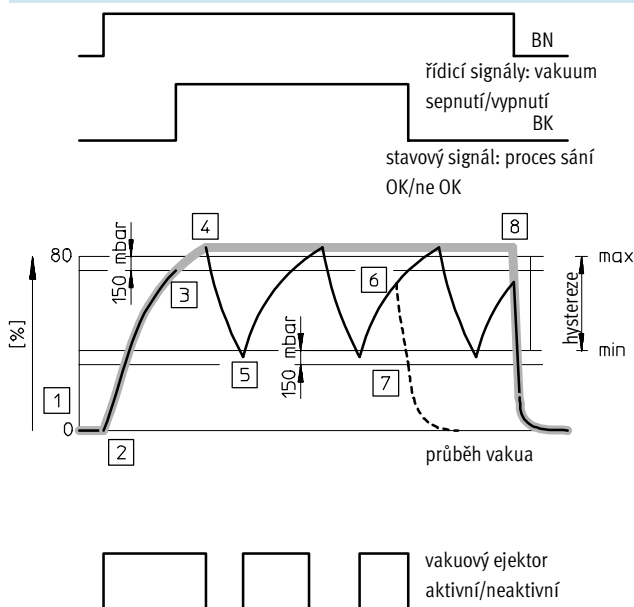 BN
řídicí signály: vakuum
sepnutí/vypnutí
BK
stavový signál: proces sání
OK/ne OK
4
8
80
150 mbar
max
3
6
[%]
hystereze
150 mbar
min
5
7
1
0
2
průběh vakua
vakuový ejektor
aktivní/neaktivní